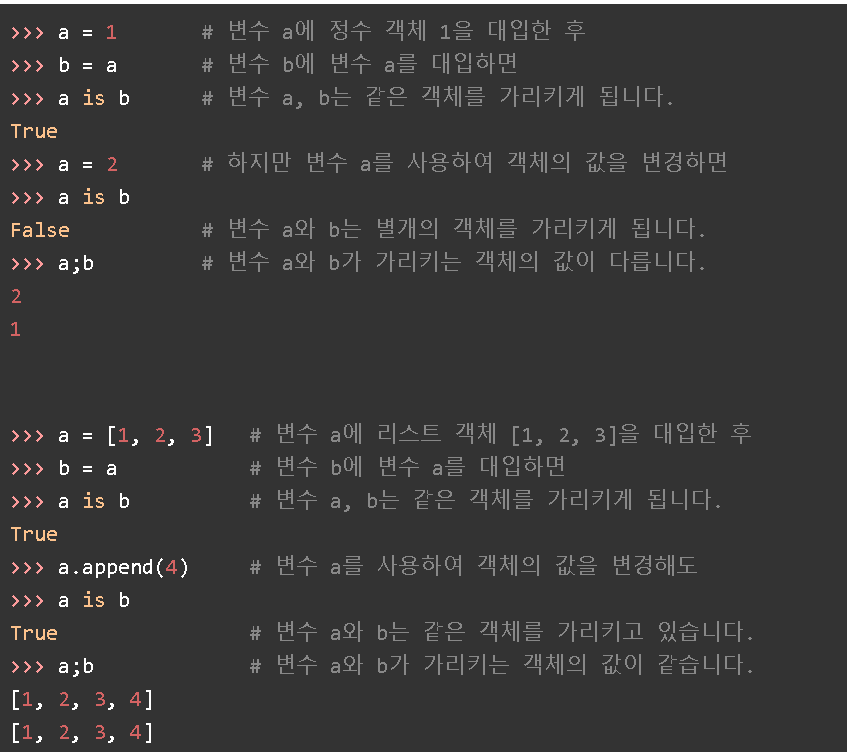 >>> a = 1       # 변수 a에 정수 객체 1을 대입한 후
>>> b = a       # 변수 b에 변수 a를 대입하면
>>> a is b      # 변수 a, b는 같은 객체를 가리키게 됩니다.
True
>>> a = 2       # 하지만 변수 a를 사용하여 객체의 값을 변경하면
>>> a is b
False           # 변수 a와 b는 별개의 객체를 가리키게 됩니다.
>>> a;b         # 변수 a와 b가 가리키는 객체의 값이 다릅니다.
2
1
>>> a = [1, 2, 3]   # 변수 a에 리스트 객체 [1, 2, 3]을 대입한 후
>>> b = a           # 변수 b에 변수 a를 대입하면
>>> a is b          # 변수 a, b는 같은 객체를 가리키게 됩니다.
True
>>> a.append(4)     # 변수 a를 사용하여 객체의 값을 변경해도
>>> a is b
True                # 변수 a와 b는 같은 객체를 가리키고 있습니다.
>>> a;b             # 변수 a와 b가 가리키는 객체의 값이 같습니다.
[1, 2, 3, 4]
[1, 2, 3, 4]